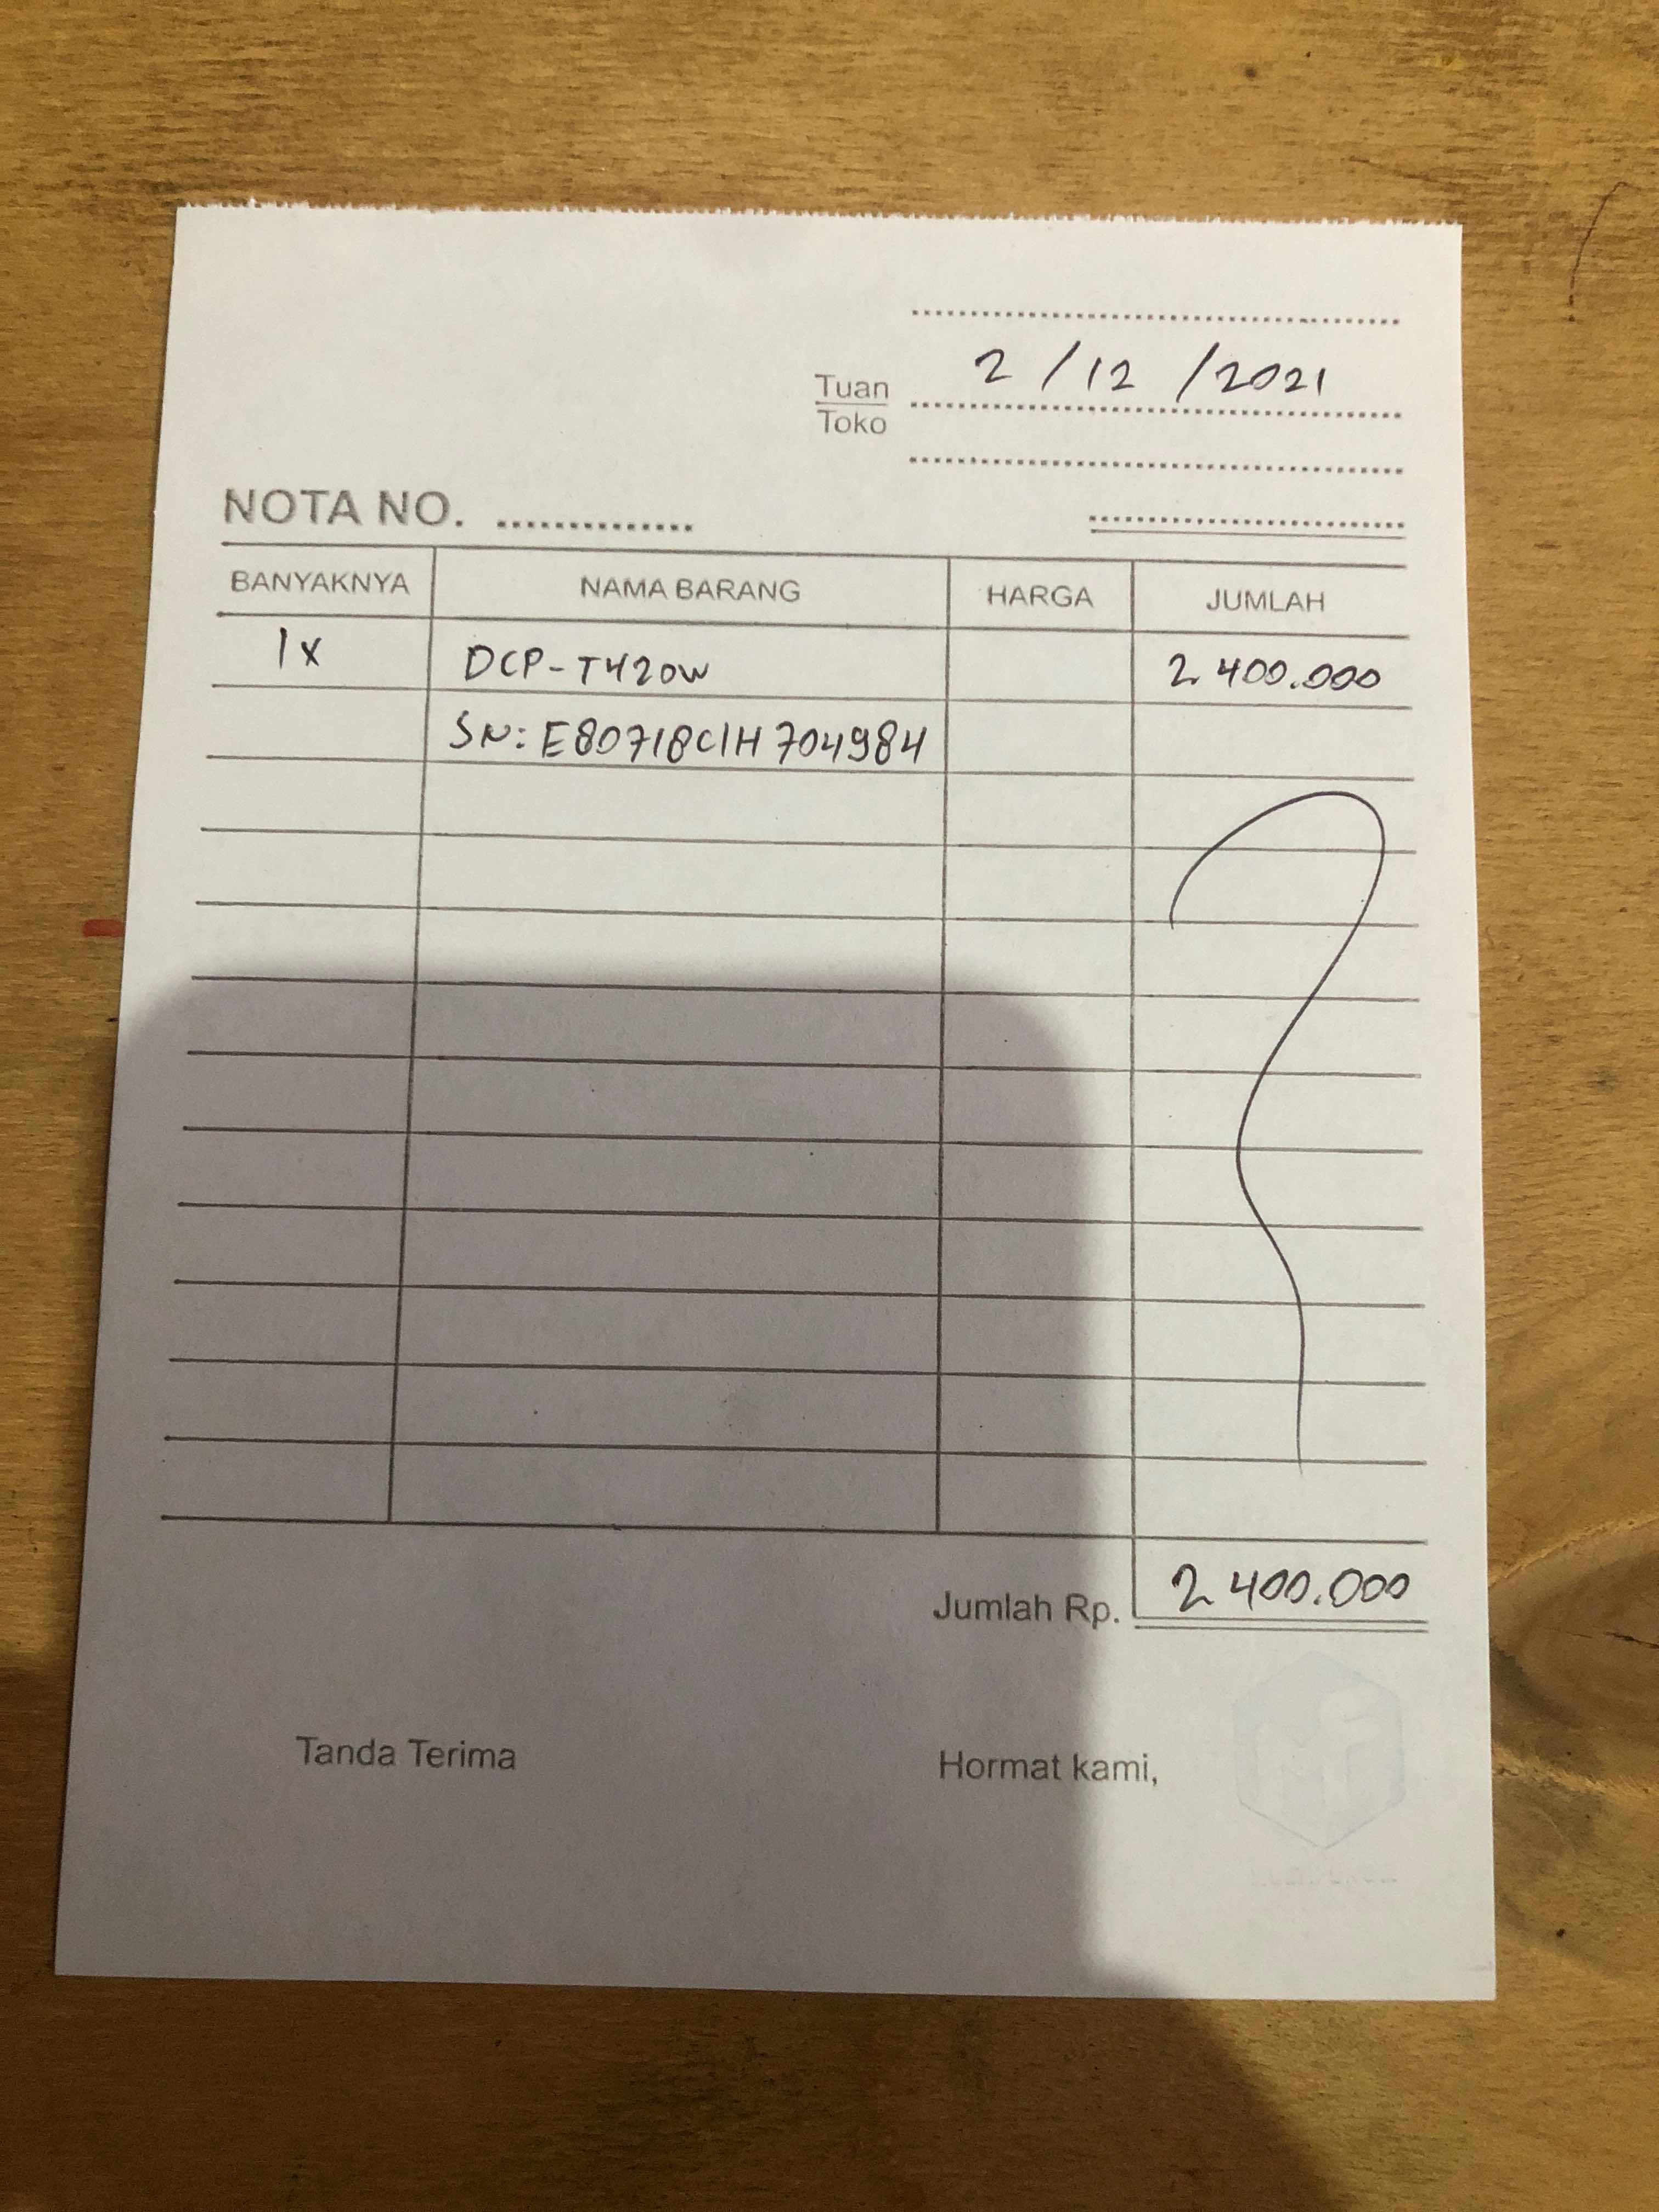 2/12/2021
Tuan
Toko
NOTA NO.
BANYAKNYA NAMA BARANG HARGA JUMLAH
1x DCP-T420W 2.400.000
SN: E80718C1H704984
Jumlah Rp. 2.400.000
Tanda Terima Hormat kami,